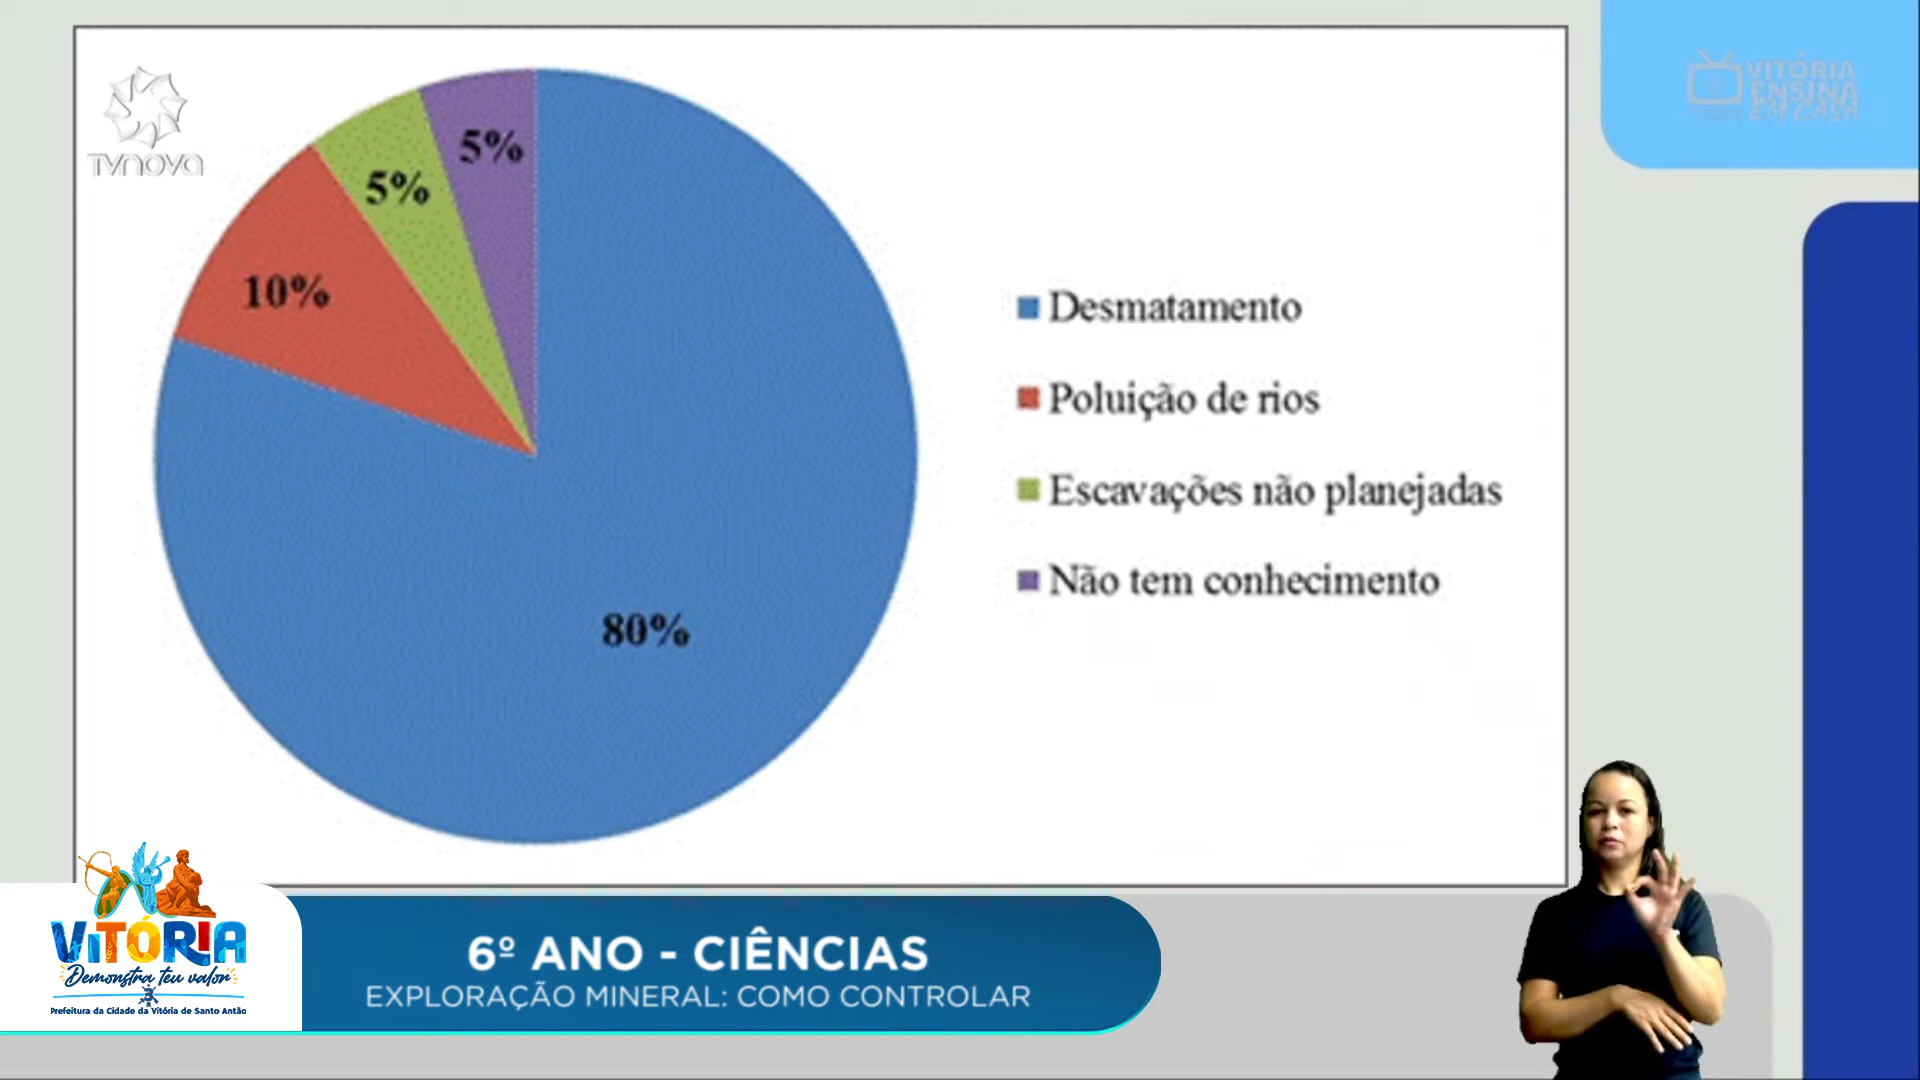 TVNOVA
VITÓRIA
ENSINA
EM CASA
5%
5%
10%
80%
Desmatamento
Poluição de rios
Escavações não planejadas
Não tem conhecimento
VITÓRIA
Demonstra teu valor
Prefeitura da Cidade da Vitória de Santo Antão
6º ANO - CIÊNCIAS
EXPLORAÇÃO MINERAL: COMO CONTROLAR